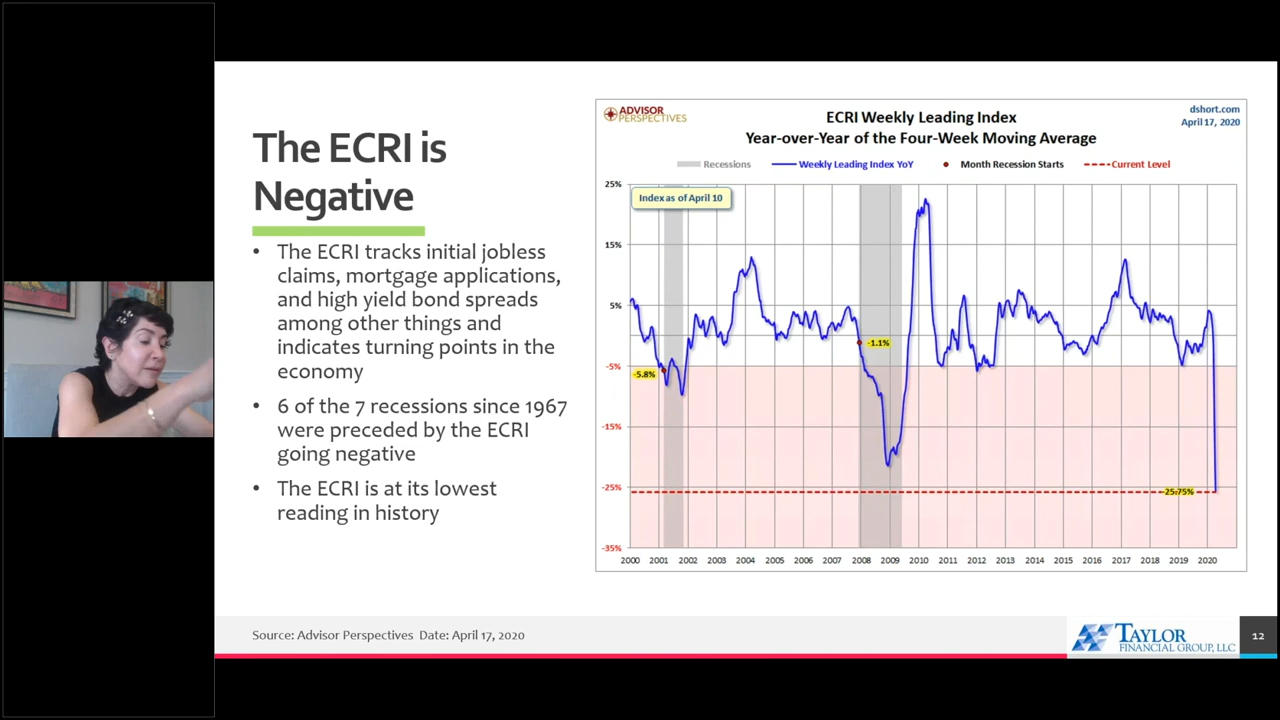 The ECRI is
Negative
• The ECRI tracks initial jobless
claims, mortgage applications,
and high yield bond spreads
among other things and
indicates turning points in the
economy
• 6 of the 7 recessions since 1967
were preceded by the ECRI
going negative
• The ECRI is at its lowest
reading in history
ADVISOR
PERSPECTIVES
ECRI Weekly Leading Index
Year-over-Year of the Four-Week Moving Average
dshort.com
April 17, 2020
Recessions
Weekly Leading Index YoY
Month Recession Starts
Current Level
Index as of April 10
25%
15%
5%
-5%
-15%
-25%
-35%
-5.8%
-1.1%
-25.75%
2000 2001 2002 2003 2004 2005 2006 2007 2008 2009 2010 2011 2012 2013 2014 2015 2016 2017 2018 2019 2020
Source: Advisor Perspectives Date: April 17, 2020
TAYLOR
FINANCIAL GROUP, LLC
12